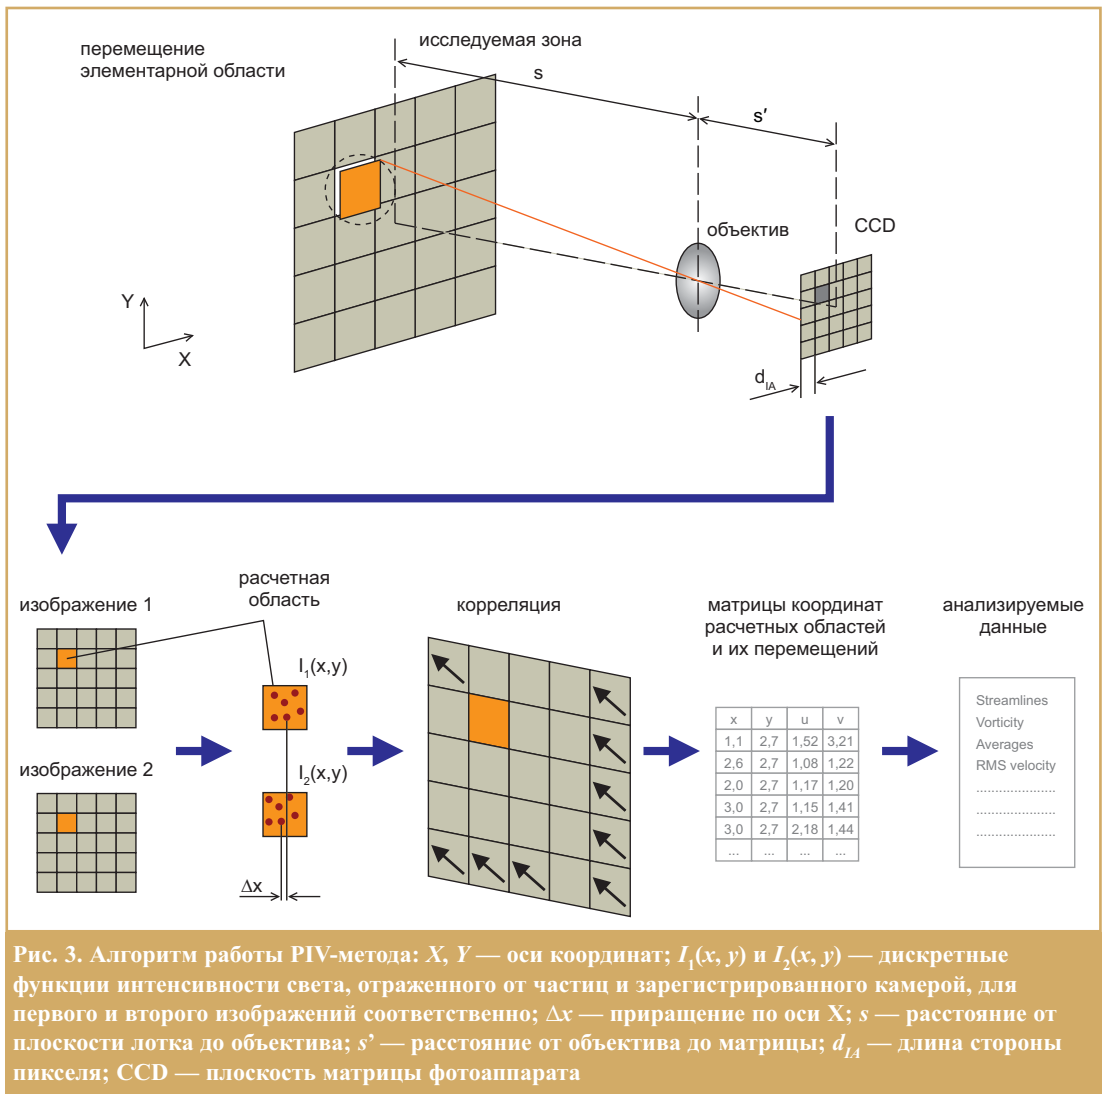 перемещение
элементарной области
исследуемая зона
s
s′
объектив
CCD
Y
X
d_IA
изображение 1
расчетная
область
I₁(x,y)
корреляция
матрицы координат
расчетных областей
и их перемещений
анализируемые
данные
x y u v
1,1 2,7 1,52 3,21
2,6 2,7 1,08 1,22
2,0 2,7 1,17 1,20
3,0 2,7 1,15 1,41
3,0 2,7 2,18 1,44
... ... ... ...
Streamlines
Vorticity
Averages
RMS velocity
.....................
.....................
.....................
изображение 2
I₂(x,y)
Δx
Рис. 3. Алгоритм работы PIV-метода: X, Y — оси координат; I₁(x, y) и I₂(x, y) — дискретные
функции интенсивности света, отраженного от частиц и зарегистрированного камерой, для
первого и второго изображений соответственно; Δx — приращение по оси X; s — расстояние от
плоскости лотка до объектива; s’ — расстояние от объектива до матрицы; d_IA — длина стороны
пикселя; CCD — плоскость матрицы фотоаппарата